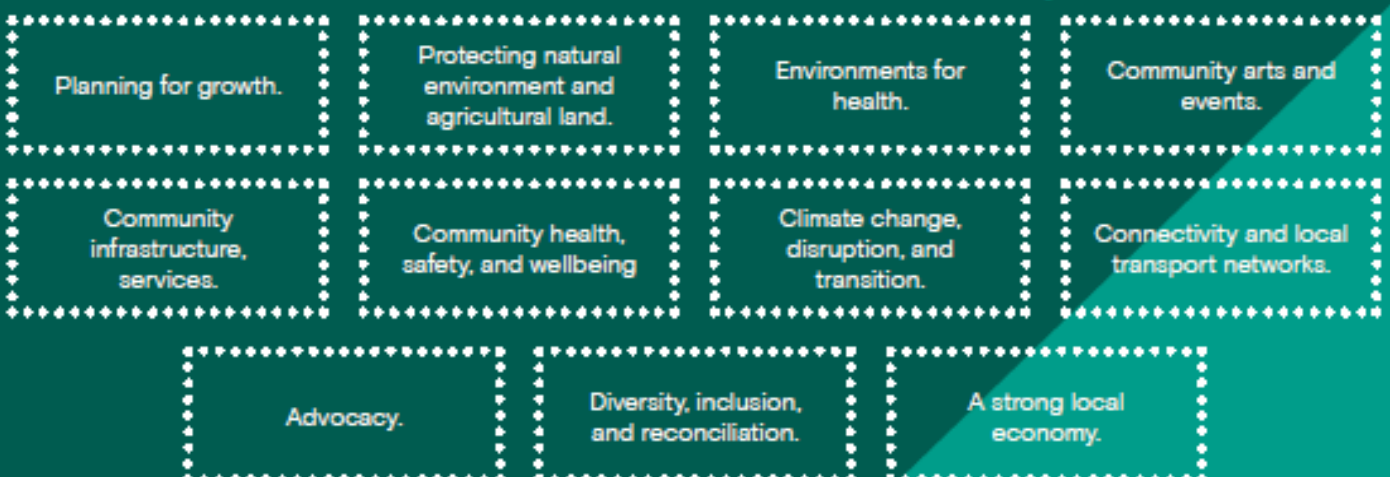 Planning for growth.
Protecting natural
environment and
agricultural land.
Environments for
health.
Community arts and
events.
Community
infrastructure,
services.
Community health,
safety, and wellbeing
Climate change,
disruption, and
transition.
Connectivity and local
transport networks.
Advocacy.
Diversity, inclusion,
and reconciliation.
A strong local
economy.